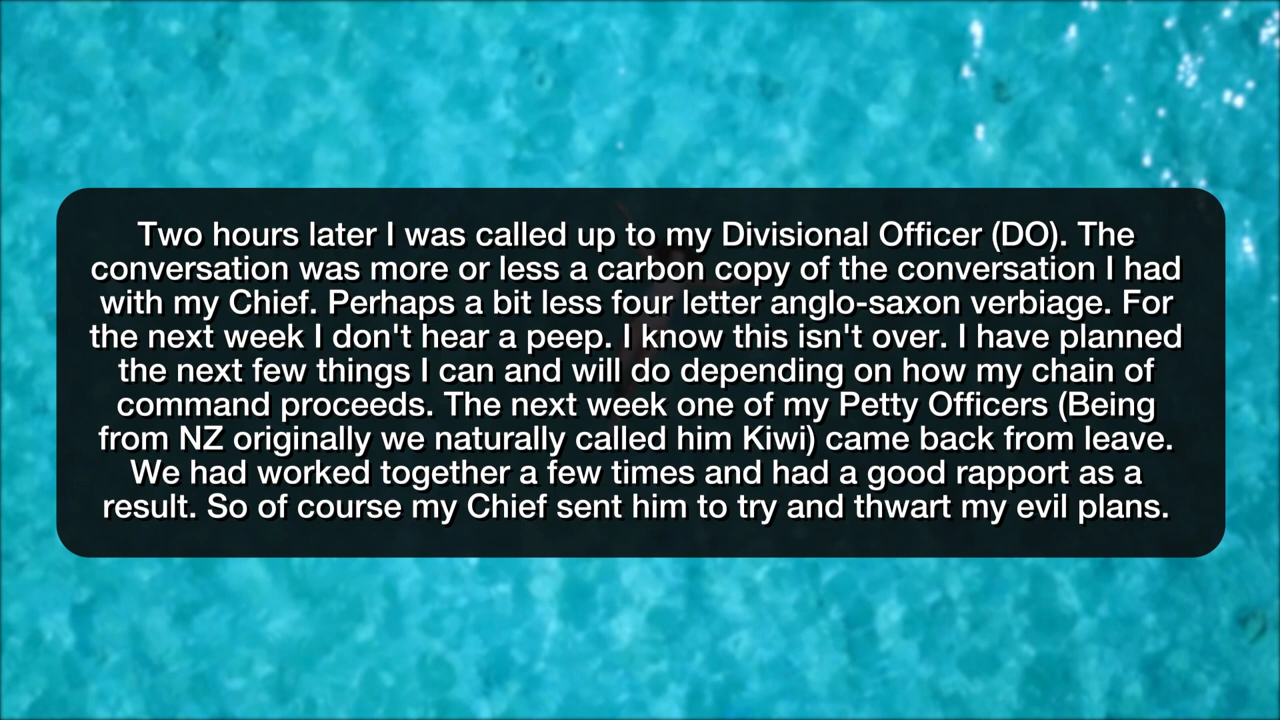 Two hours later I was called up to my Divisional Officer (DO). The
conversation was more or less a carbon copy of the conversation I had
with my Chief. Perhaps a bit less four letter anglo-saxon verbiage. For
the next week I don't hear a peep. I know this isn't over. I have planned
the next few things I can and will do depending on how my chain of
command proceeds. The next week one of my Petty Officers (Being
from NZ originally we naturally called him Kiwi) came back from leave.
We had worked together a few times and had a good rapport as a
result. So of course my Chief sent him to try and thwart my evil plans.